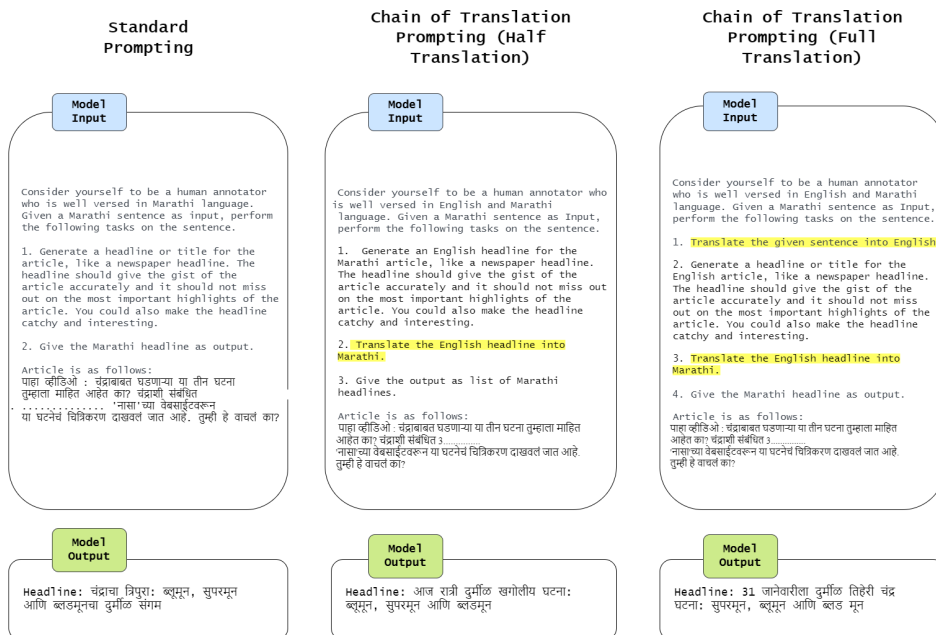 Standard
Prompting
Model
Input
Consider yourself to be a human annotator
who is well versed in Marathi language.
Given a Marathi sentence as input, perform
the following tasks on the sentence.
1. Generate a headline or title for the
article, like a newspaper headline. The
headline should give the gist of the
article accurately and it should not miss
out on the most important highlights of the
article. You could also make the headline
catchy and interesting.
2. Give the Marathi headline as output.
Article is as follows:
पाहा व्हीडिओ : चंद्राबाबत घडणाऱ्या या तीन घटना
तुम्हाला माहित आहेत का? चंद्राशी संबंधित
. .............. 'नासा'च्या वेबसाईटवरून
या घटनेचं चित्रिकरण दाखवलं जात आहे. तुम्ही हे वाचलं का?
Model
Output
Headline: चंद्राचा त्रिपुरा: ब्लूमून, सुपरमून
आणि ब्लडमूनचा दुर्मीळ संगम
Chain of Translation
Prompting (Half
Translation)
Model
Input
Consider yourself to be a human annotator who
is well versed in English and Marathi
language. Given a Marathi sentence as Input,
perform the following tasks on the sentence.
1. Generate an English headline for the
Marathi article, like a newspaper headline.
The headline should give the gist of the
article accurately and it should not miss out
on the most important highlights of the
article. You could also make the headline
catchy and interesting.
2. Translate the English headline into
Marathi.
3. Give the output as list of Marathi
headlines.
Article is as follows:
पाहा व्हीडिओ : चंद्राबाबत घडणाऱ्या या तीन घटना तुम्हाला माहित
आहेत का? चंद्राशी संबंधित 3..............
'नासा'च्या वेबसाईटवरून या घटनेचं चित्रिकरण दाखवलं जात आहे.
तुम्ही हे वाचलं का?
Model
Output
Headline: आज रात्री दुर्मीळ खगोलीय घटना:
ब्लूमून, सुपरमून आणि ब्लडमून
Chain of Translation
Prompting (Full
Translation)
Model
Input
Consider yourself to be a human annotator
who is well versed in English and Marathi
language. Given a Marathi sentence as Input,
perform the following tasks on the sentence.
1. Translate the given sentence into English
2. Generate a headline or title for the
English article, like a newspaper headline.
The headline should give the gist of the
article accurately and it should not miss
out on the most important highlights of the
article. You could also make the headline
catchy and interesting.
3. Translate the English headline into
Marathi.
4. Give the Marathi headline as output.
Article is as follows:
पाहा व्हीडिओ : चंद्राबाबत घडणाऱ्या या तीन घटना तुम्हाला माहित
आहेत का? चंद्राशी संबंधित 3..............
'नासा'च्या वेबसाईटवरून या घटनेचं चित्रिकरण दाखवलं जात आहे.
तुम्ही हे वाचलं का?
Model
Output
Headline: 31 जानेवारीला दुर्मीळ तिहेरी चंद्र
घटना: सुपरमून, ब्लूमून आणि ब्लड मून